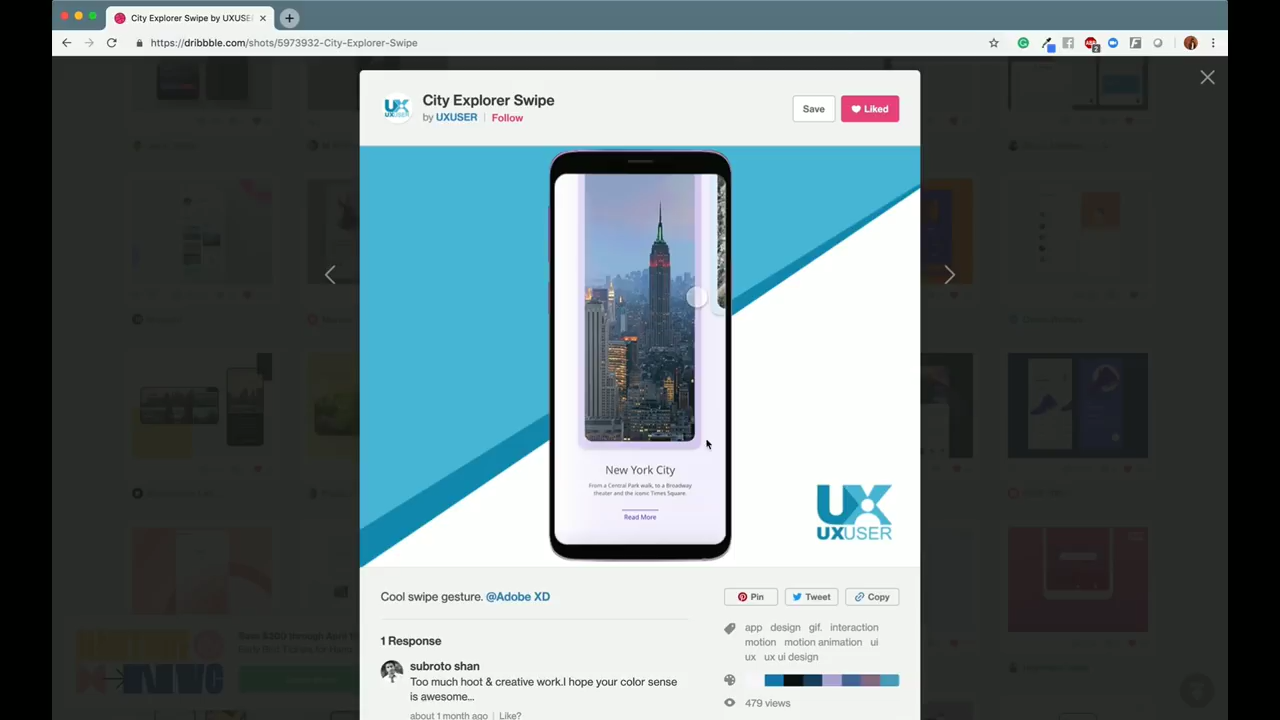 City Explorer Swipe by UXUSE
https://dribbble.com/shots/5973932-City-Explorer-Swipe
City Explorer Swipe
by UXUSER | Follow
Save
Liked
UX
UXUSER
New York City
From a Central Park walk, to a Broadway
theater and the iconic Times Square.
Read More
UX
UXUSER
Cool swipe gesture. @Adobe XD
Pin
Tweet
Copy
1 Response
subroto shan
Too much hoot & creative work.I hope your color sense
is awesome...
about 1 month ago | Like?
app design gif. interaction
motion motion animation ui
ux ux ui design
479 views
NYC